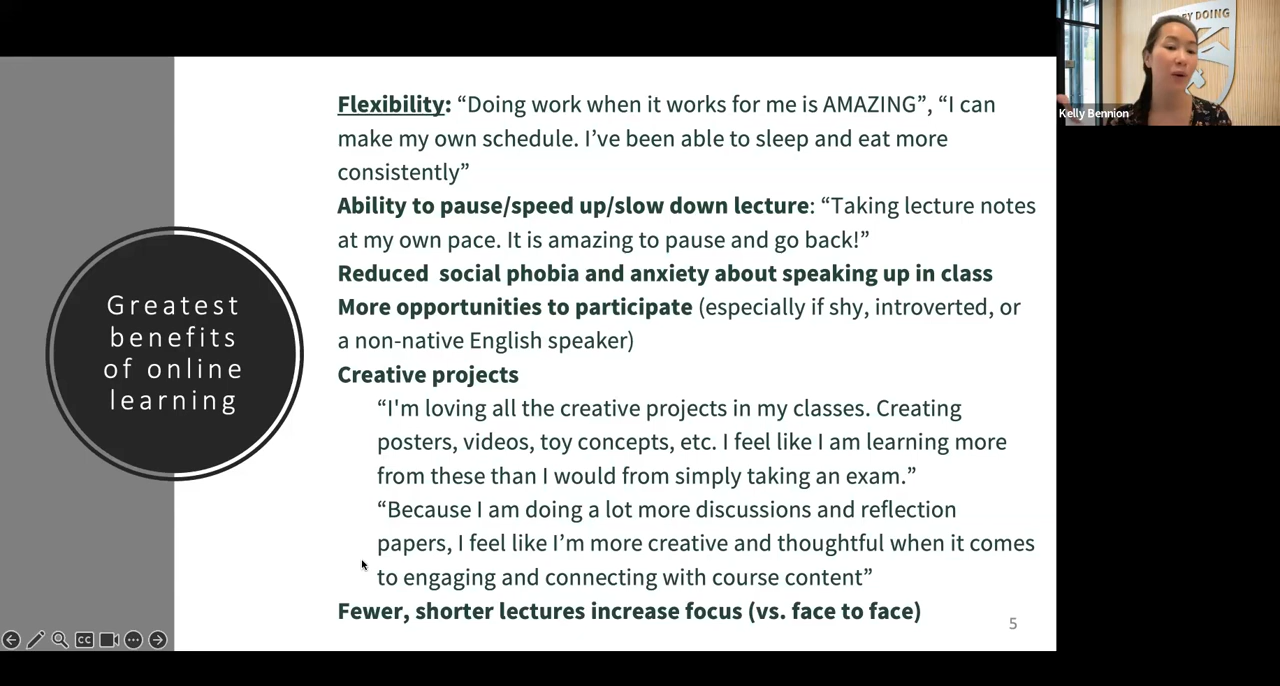 Greatest
benefits
of online
learning
Flexibility: “Doing work when it works for me is AMAZING”, “I can
make my own schedule. I’ve been able to sleep and eat more
consistently”
Ability to pause/speed up/slow down lecture: “Taking lecture notes
at my own pace. It is amazing to pause and go back!”
Reduced  social phobia and anxiety about speaking up in class
More opportunities to participate (especially if shy, introverted, or
a non-native English speaker)
Creative projects
“I'm loving all the creative projects in my classes. Creating
posters, videos, toy concepts, etc. I feel like I am learning more
from these than I would from simply taking an exam.”
“Because I am doing a lot more discussions and reflection
papers, I feel like I’m more creative and thoughtful when it comes
to engaging and connecting with course content”
Fewer, shorter lectures increase focus (vs. face to face)
5
CC
DOING
Kelly Bennion